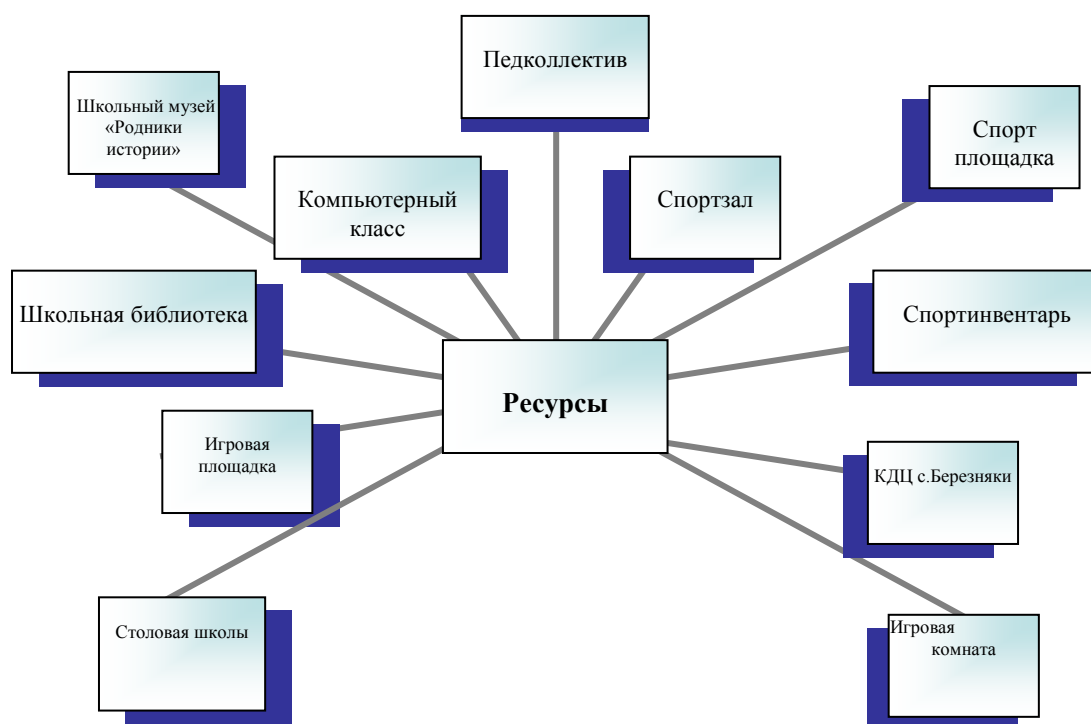 Педколлектив
Школьный музей
«Родники
истории»
Спорт
площадка
Компьютерный
класс
Спортзал
Школьная библиотека
Спортинвентарь
Ресурсы
Игровая
площадка
КДЦ с.Березняки
Столовая школы
Игровая
комната